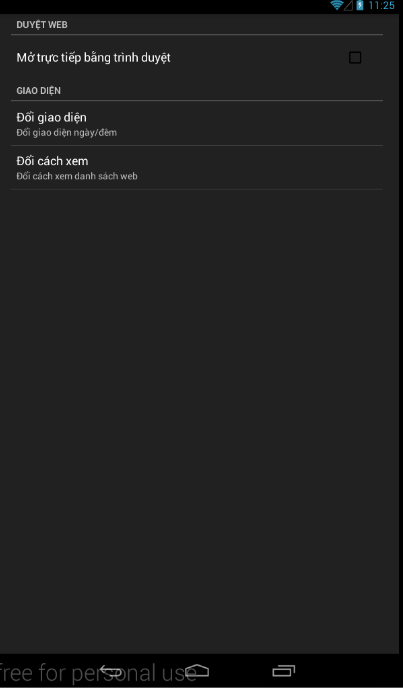 11:25
DUYỆT WEB
Mở trực tiếp bằng trình duyệt
GIAO DIỆN
Đổi giao diện
Đổi giao diện ngày/đêm
Đổi cách xem
Đổi cách xem danh sách web
free for personal use